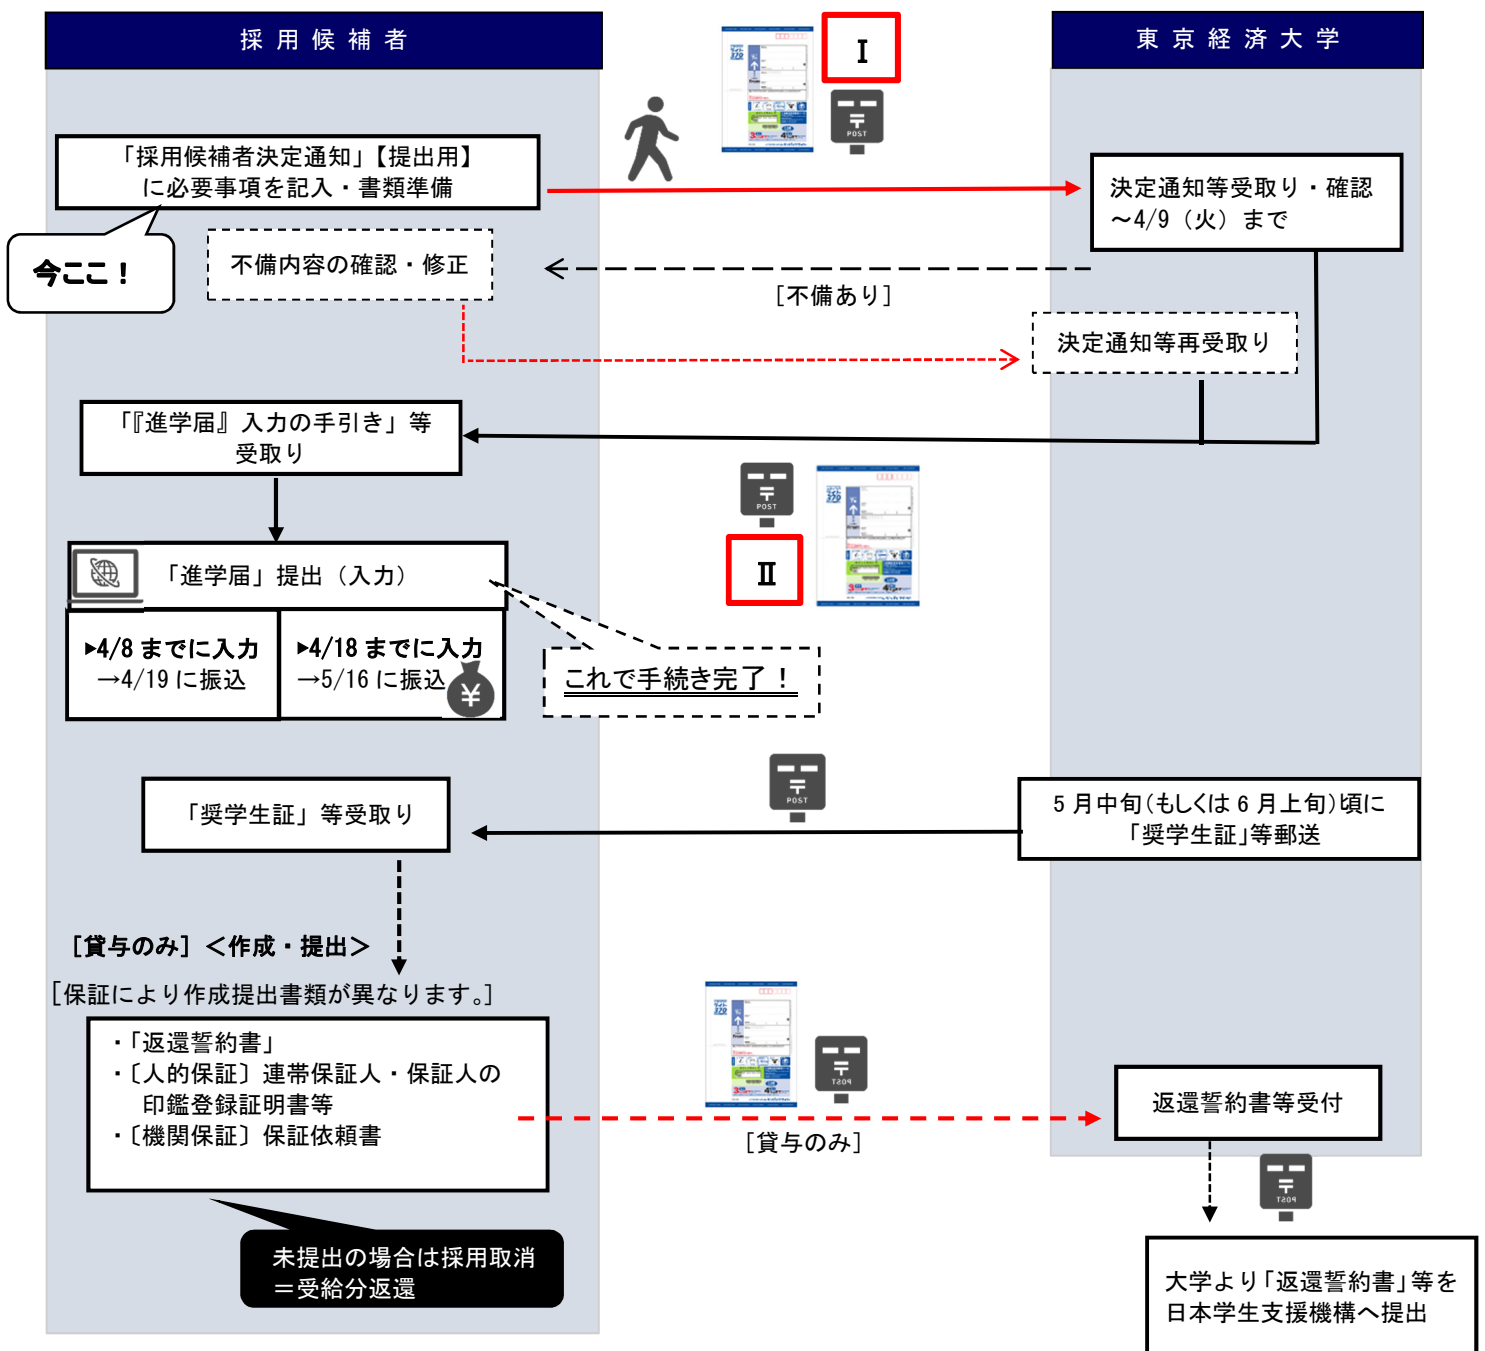 採用候補者
東京経済大学
Ⅰ
POST
「採用候補者決定通知」【提出用】
に必要事項を記入・書類準備
決定通知等受取り・確認
～4/9（火）まで
今ここ！
不備内容の確認・修正
［不備あり］
決定通知等再受取り
「『進学届』入力の手引き」等
受取り
POST
Ⅱ
「進学届」提出（入力）
▶4/8 までに入力
→4/19 に振込
▶4/18 までに入力
→5/16 に振込
¥
これで手続き完了！
POST
「奨学生証」等受取り
5 月中旬（もしくは 6 月上旬）頃に
「奨学生証」等郵送
［貸与のみ］＜作成・提出＞
［保証により作成提出書類が異なります。］
・「返還誓約書」
・〔人的保証〕連帯保証人・保証人の
印鑑登録証明書等
・〔機関保証〕保証依頼書
POST
［貸与のみ］
返還誓約書等受付
POST
未提出の場合は採用取消
＝受給分返還
大学より「返還誓約書」等を
日本学生支援機構へ提出